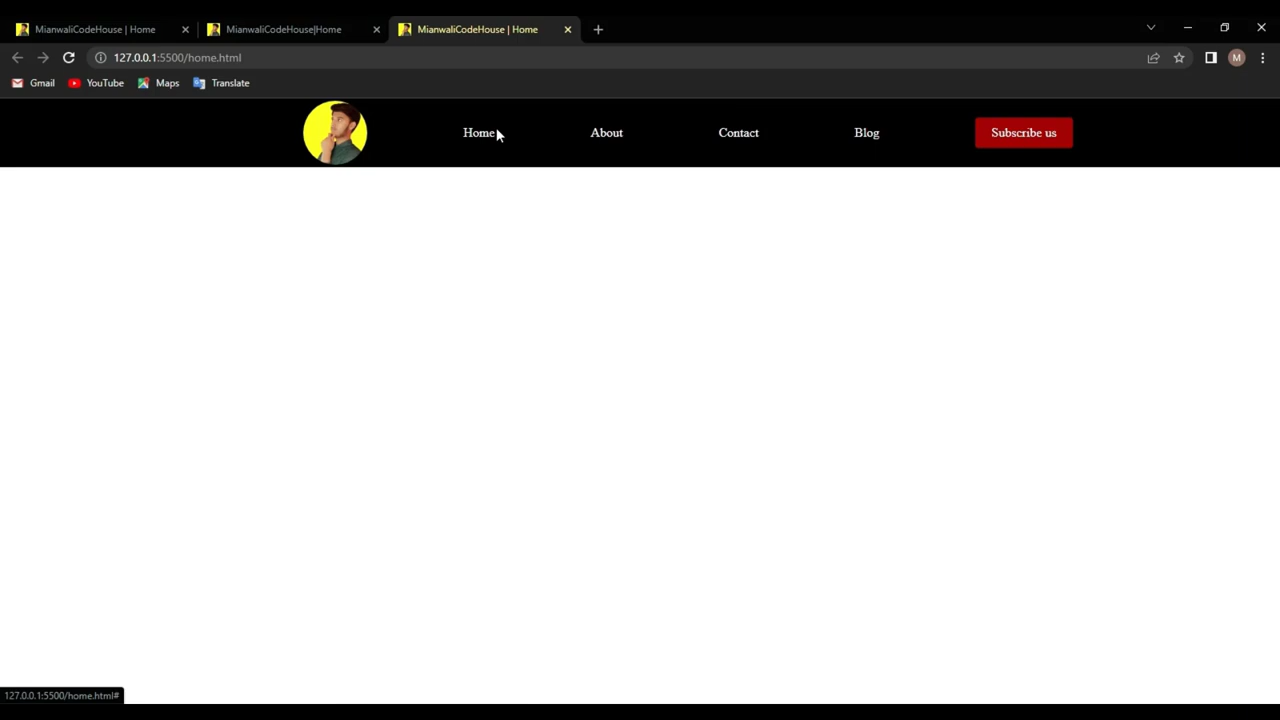 MianwaliCodeHouse | Home MianwaliCodeHouse|Home MianwaliCodeHouse | Home
127.0.0.1:5500/home.html M
Gmail YouTube Maps Translate
Home About Contact Blog Subscribe us
127.0.0.1:5500/home.html#